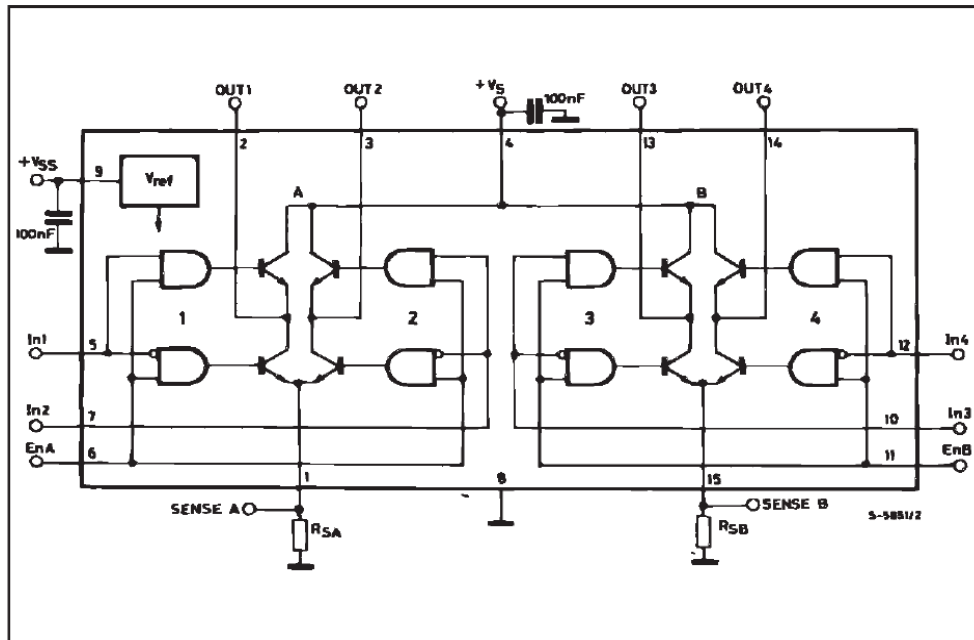 OUT1
OUT2
+VS
100nF
OUT3
OUT4
2
3
4
13
14
+VSS
9
Vref
A
B
100nF
1
2
3
4
In1
5
12
In4
In2
7
10
In3
EnA
6
11
EnB
1
8
15
SENSE A
SENSE B
RSA
RSB
S-5851/2